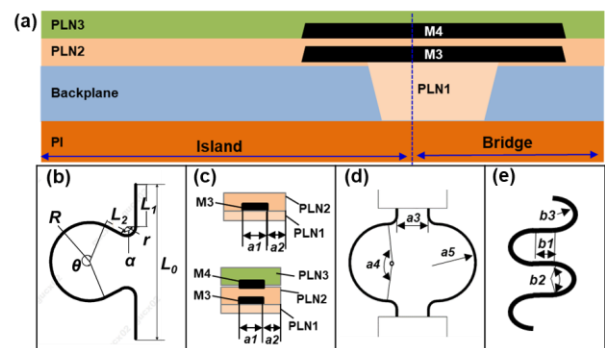 (a)
PLN3
M4
PLN2
M3
Backplane
PLN1
PI
Island
Bridge
(b)
L2
L1
R
r
θ
α
L0
(c)
M3
PLN2
PLN1
a1
a2
M4
PLN3
M3
PLN2
PLN1
a1
a2
(d)
a3
a4
a5
(e)
b3
b1
b2